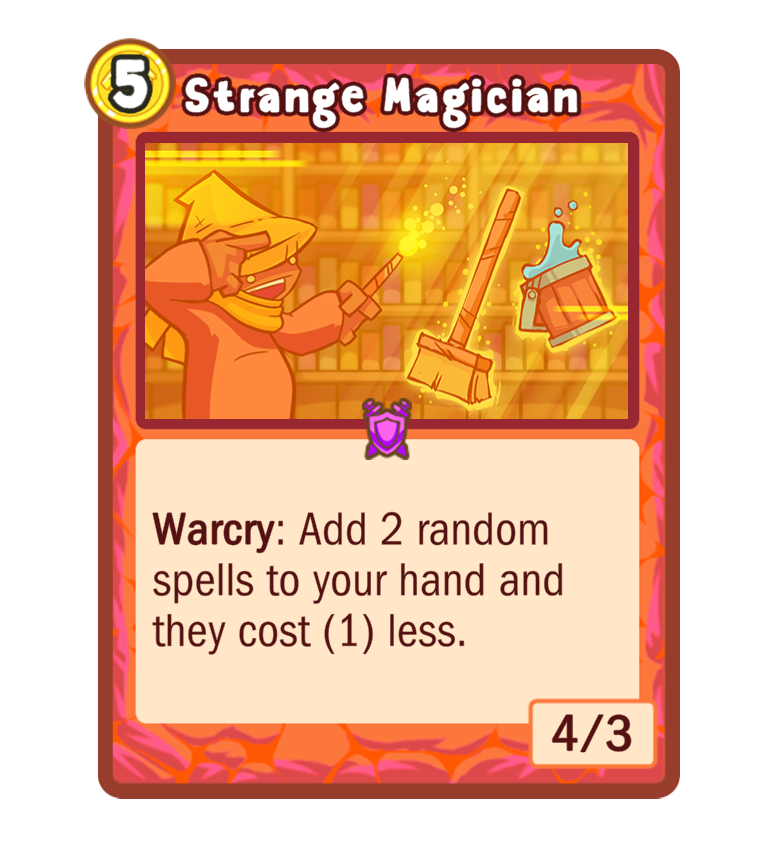 5
Strange Magician
Warcry: Add 2 random
spells to your hand and
they cost (1) less.
4/3